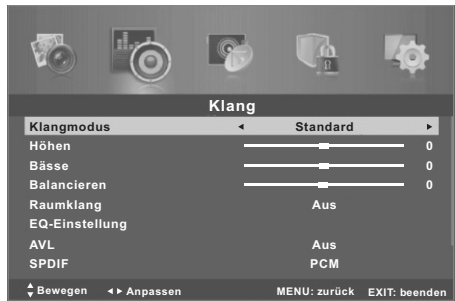 Klang
Klangmodus ◄ Standard ►
Höhen 0
Bässe 0
Balancieren 0
Raumklang Aus
EQ-Einstellung
AVL Aus
SPDIF PCM
▲▼ Bewegen ◄► Anpassen MENU: zurück EXIT: beenden